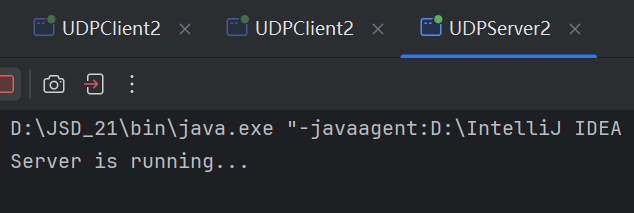 UDPClient2 UDPClient2 UDPServer2
D:\JSD_21\bin\java.exe "-javaagent:D:\IntelliJ IDEA
Server is running...